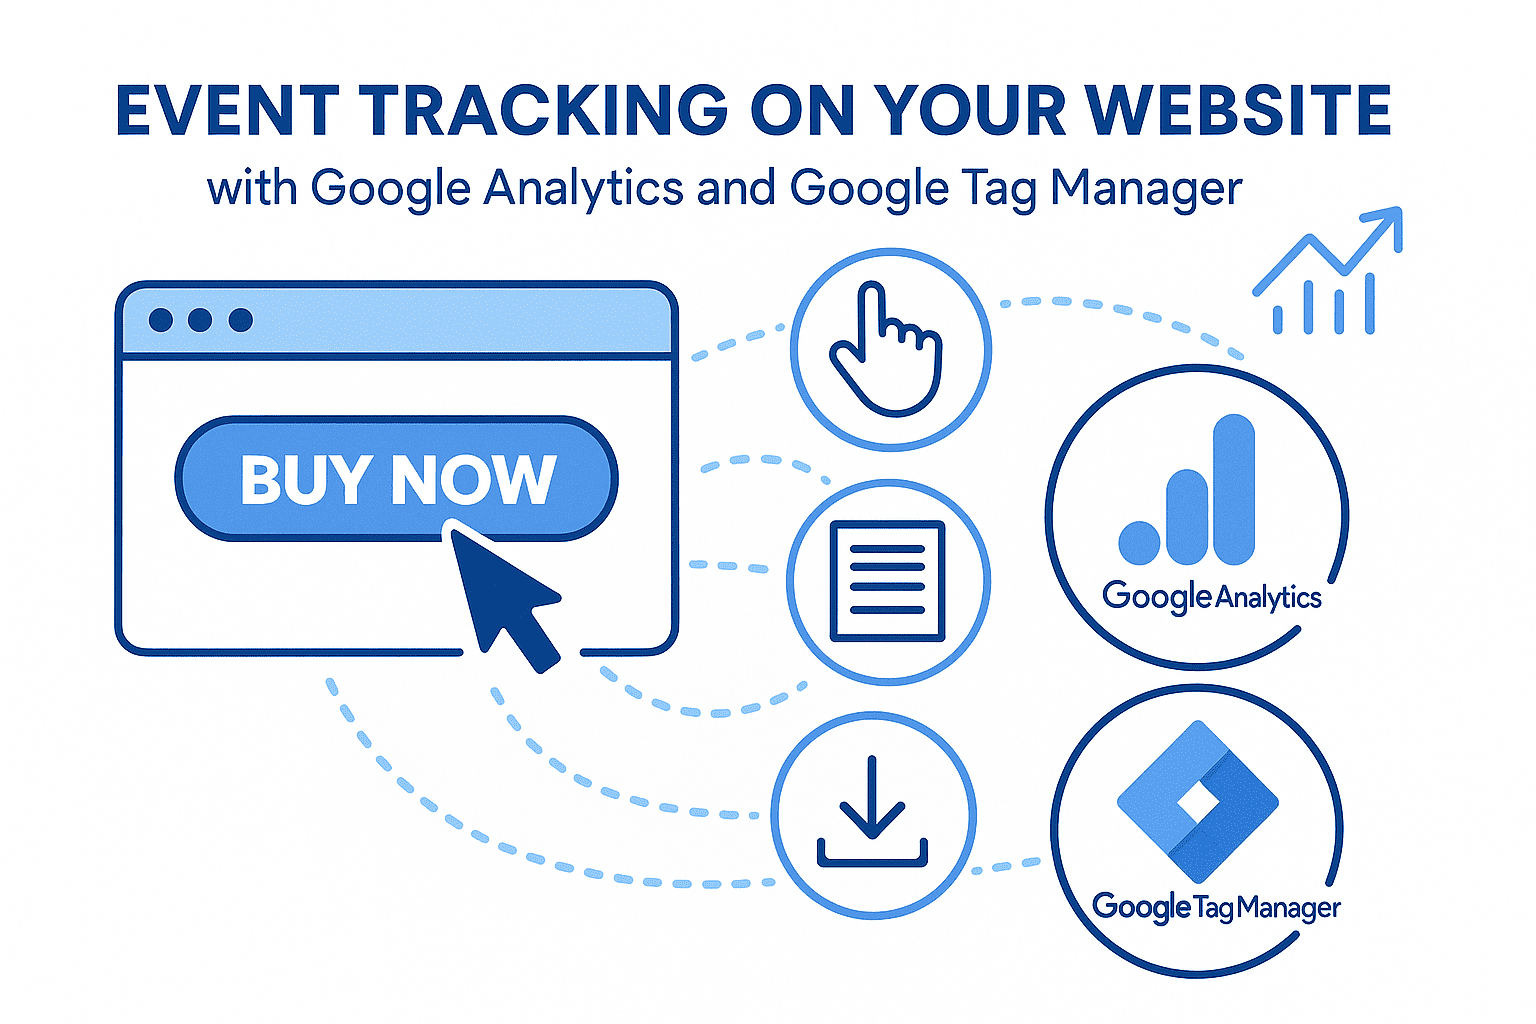 EVENT TRACKING ON YOUR WEBSITE
with Google Analytics and Google Tag Manager
BUY NOW
Google Analytics
Google Tag Manager